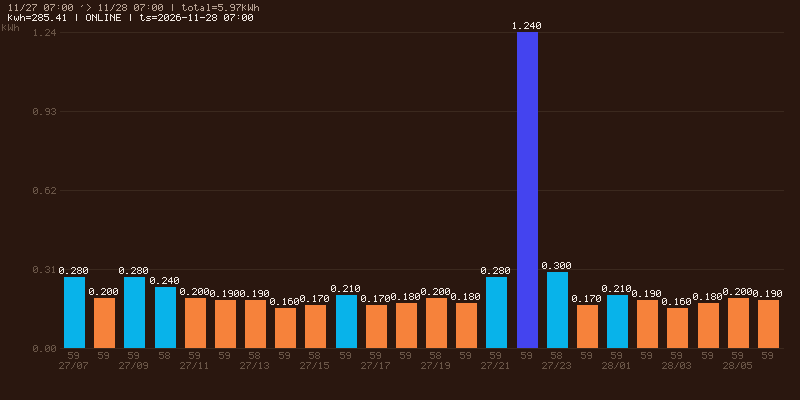 11/27 07:00 -> 11/28 07:00 | total=5.97kWh
Kwh=285.41 | ONLINE | ts=2026-11-28 07:00
kWh
1.24
0.93
0.62
0.31
0.00
0.280 0.200 0.280 0.240 0.200 0.190 0.190 0.160 0.170 0.210 0.170 0.180 0.200 0.180 0.280 1.240 0.300 0.170 0.210 0.190 0.160 0.180 0.200 0.190
59 59 59 58 59 59 58 59 58 59 59 59 58 59 59 59 58 59 59 59 59 59 58 59
27/07 27/09 27/11 27/13 27/15 27/17 27/19 27/21 27/23 28/01 28/03 28/05